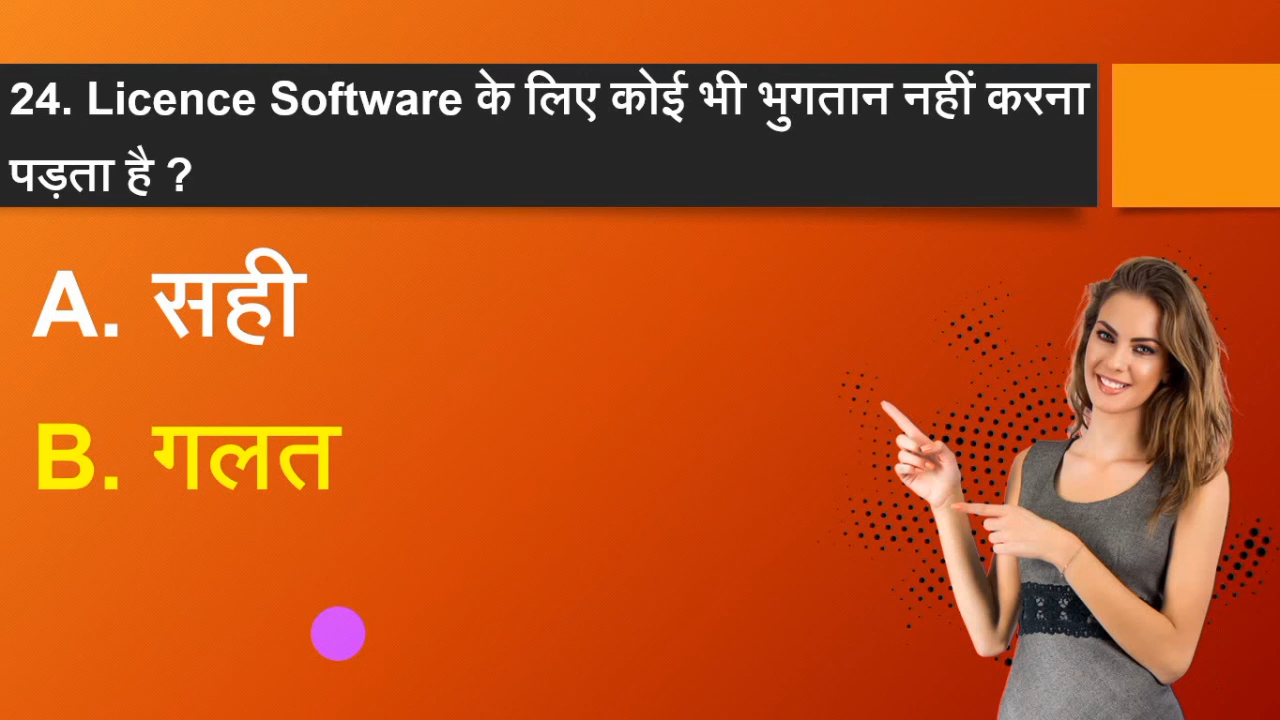 24. Licence Software के लिए कोई भी भुगतान नहीं करना
पड़ता है ?
A. सही
B. गलत